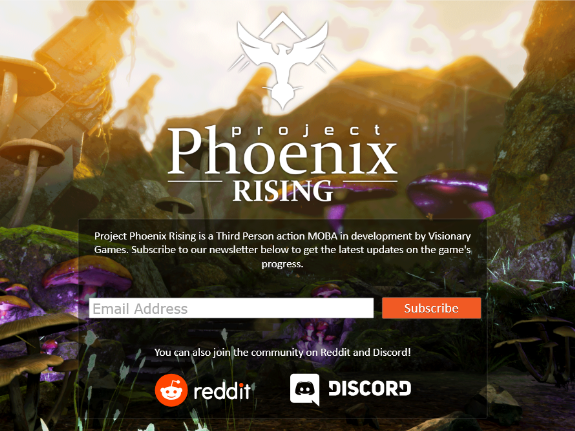 project
Phoenix
RISING
Project Phoenix Rising is a Third Person action MOBA in development by Visionary
Games. Subscribe to our newsletter below to get the latest updates on the game's
progress.
Email Address
Subscribe
You can also join the community on Reddit and Discord!
reddit
DISCORD